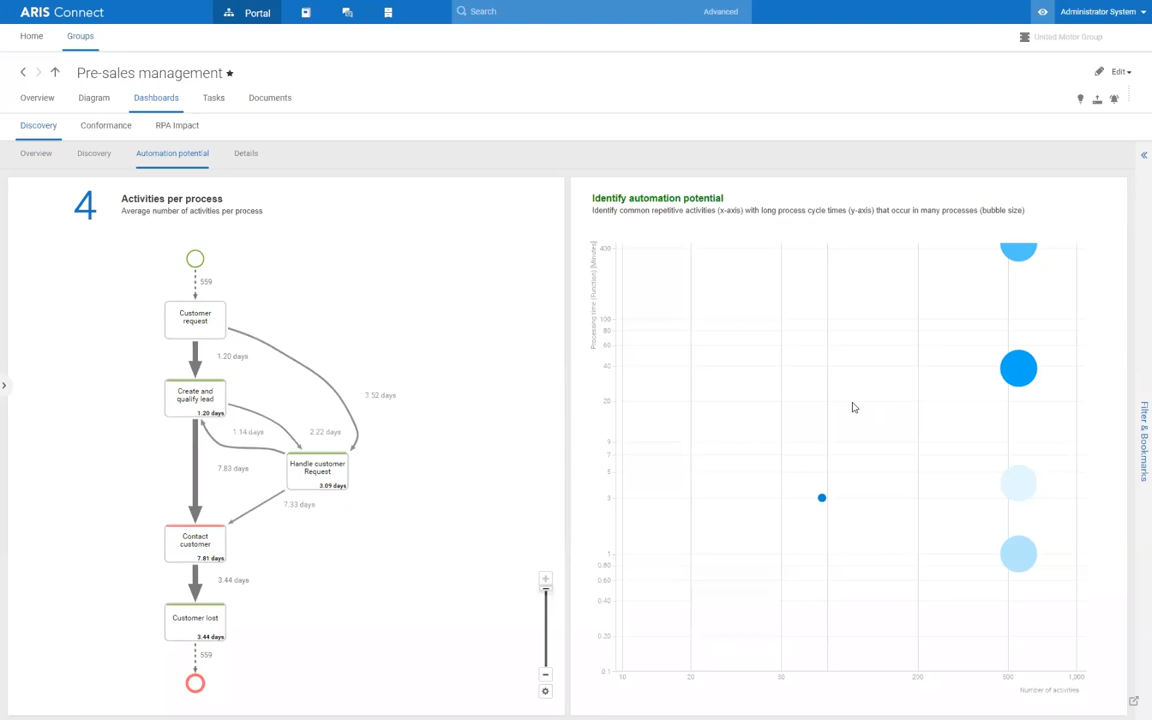 ARIS Connect
Portal
Search
Advanced
Administrator System
Home
Groups
United Motor Group
Pre-sales management
Edit
Overview
Diagram
Dashboards
Tasks
Documents
Discovery
Conformance
RPA Impact
Overview
Discovery
Automation potential
Details
4
Activities per process
Average number of activities per process
559
Customer
request
1.20 days
3.52 days
Create and
qualify lead
1.20 days
1.14 days
2.22 days
7.83 days
Handle customer
Request
3.09 days
7.33 days
Contact
customer
7.81 days
3.44 days
Customer lost
3.44 days
559
Identify automation potential
Identify common repetitive activities (x-axis) with long process cycle times (y-axis) that occur in many processes (bubble size)
Processing time (Function) [Minutes]
400
100
80
60
40
20
9
7
5
3
1
0.80
0.60
0.40
0.20
0.1
10
20
50
200
500
1,000
Number of activities
Filter & Bookmarks